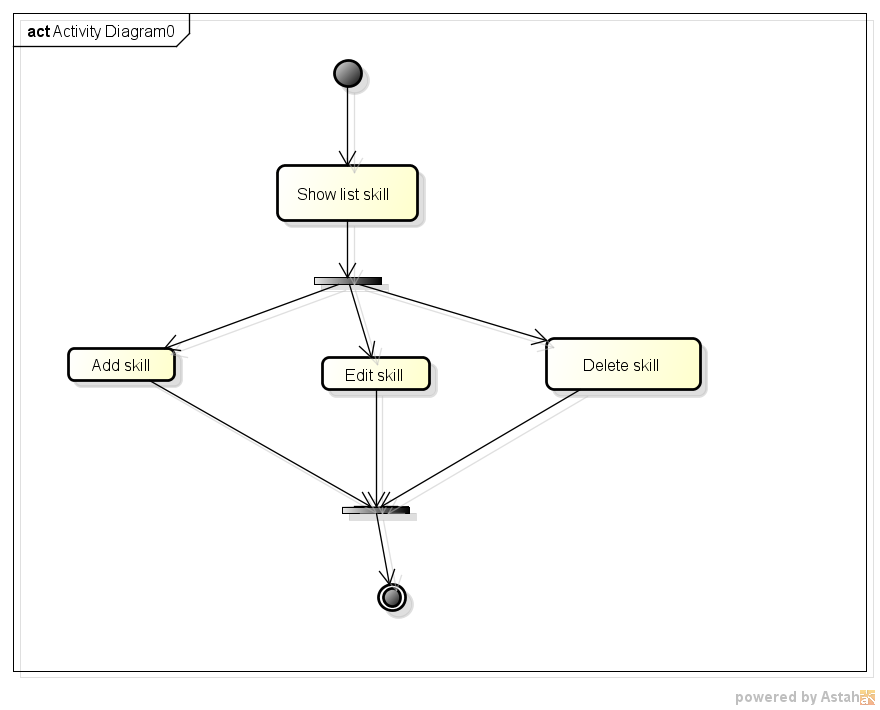 act Activity Diagram0
Show list skill
Add skill
Edit skill
Delete skill
powered by Astah